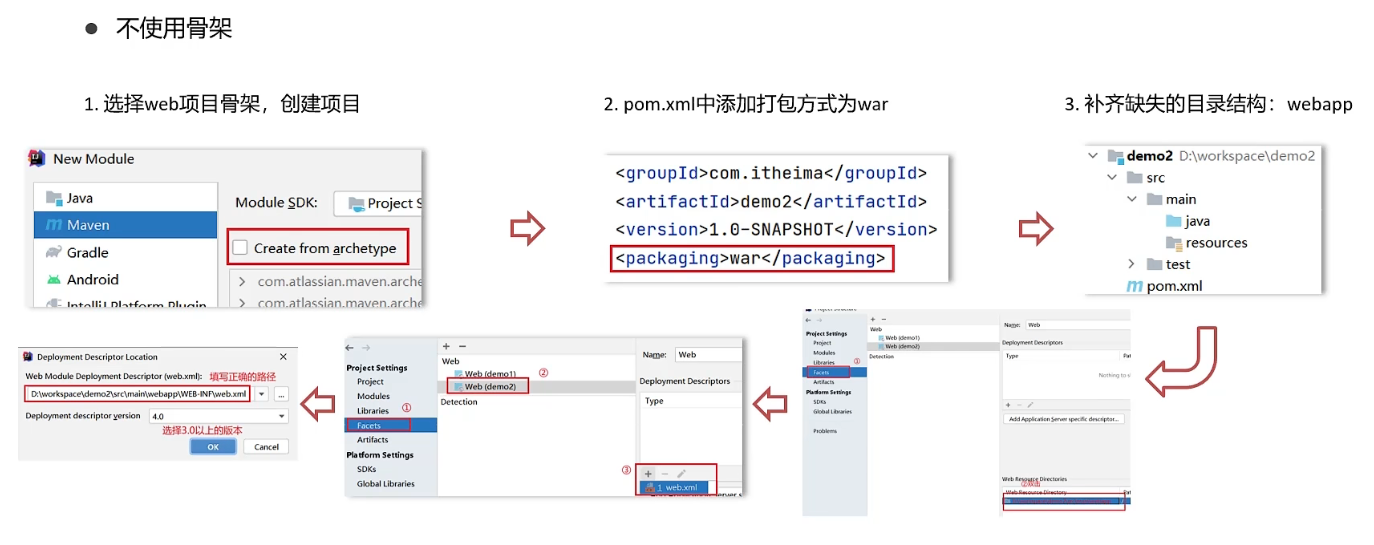 不使用骨架
1. 选择web项目骨架，创建项目
2. pom.xml中添加打包方式为war
3. 补齐缺失的目录结构：webapp
New Module
Java
Maven
Gradle
Android
IntelliJ Platform Plugin
Module SDK:
Project S
Create from archetype
com.atlassian.maven.arche
com.atlassian.maven.arche
<groupId>com.itheima</groupId>
<artifactId>demo2</artifactId>
<version>1.0-SNAPSHOT</version>
<packaging>war</packaging>
demo2 D:\workspace\demo2
src
main
java
resources
test
pom.xml
Project Structure
Project Settings
Project
Modules
Libraries
Facets
Artifacts
Platform Settings
SDKs
Global Libraries
Problems
①
Web
Web (demo1)
Web (demo2)
Detection
Name: Web
Deployment Descriptors
Type
Pat
Nothing to
Add Application Server specific descriptor...
Web Resource Directories
②双击
Web Resource Directory
Project Settings
Project
Modules
Libraries
①
Facets
Artifacts
Platform Settings
SDKs
Global Libraries
Web
Web (demo1)
Web (demo2)
②
Detection
Name: Web
Deployment Descriptors
Type
③
1 web.xml
Deployment Descriptor Location
Web Module Deployment Descriptor (web.xml): 填写正确的路径
D:\workspace\demo2\src\main\webapp\WEB-INF\web.xml
...
Deployment descriptor version 4.0
选择3.0以上的版本
OK
Cancel